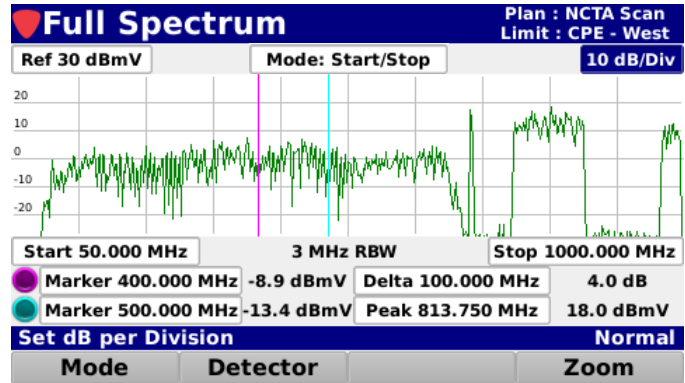 Full Spectrum
Plan : NCTA Scan
Limit : CPE - West
Ref 30 dBmV
Mode: Start/Stop
10 dB/Div
20
10
0
-10
-20
Start 50.000 MHz
3 MHz RBW
Stop 1000.000 MHz
Marker 400.000 MHz -8.9 dBmV Delta 100.000 MHz 4.0 dB
Marker 500.000 MHz -13.4 dBmV Peak 813.750 MHz 18.0 dBmV
Set dB per Division
Normal
Mode
Detector
Zoom